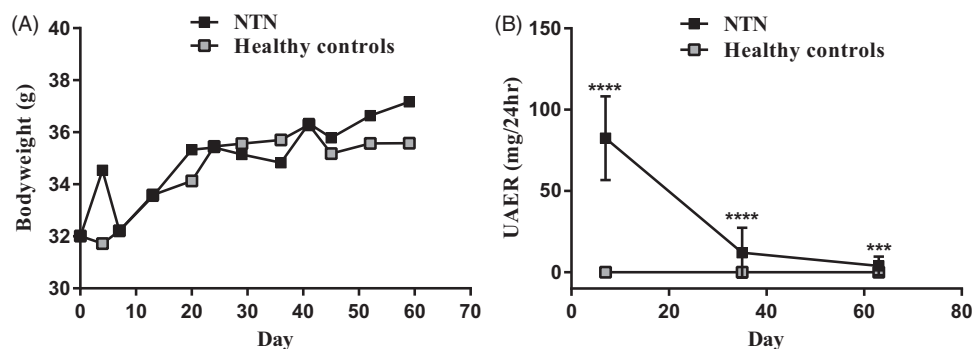 (A)
NTN
Healthy controls
Bodyweight (g)
40
38
36
34
32
30
0 10 20 30 40 50 60 70
Day
(B)
NTN
Healthy controls
UAER (mg/24hr)
150
100
50
0
****
****
***
0 20 40 60 80
Day